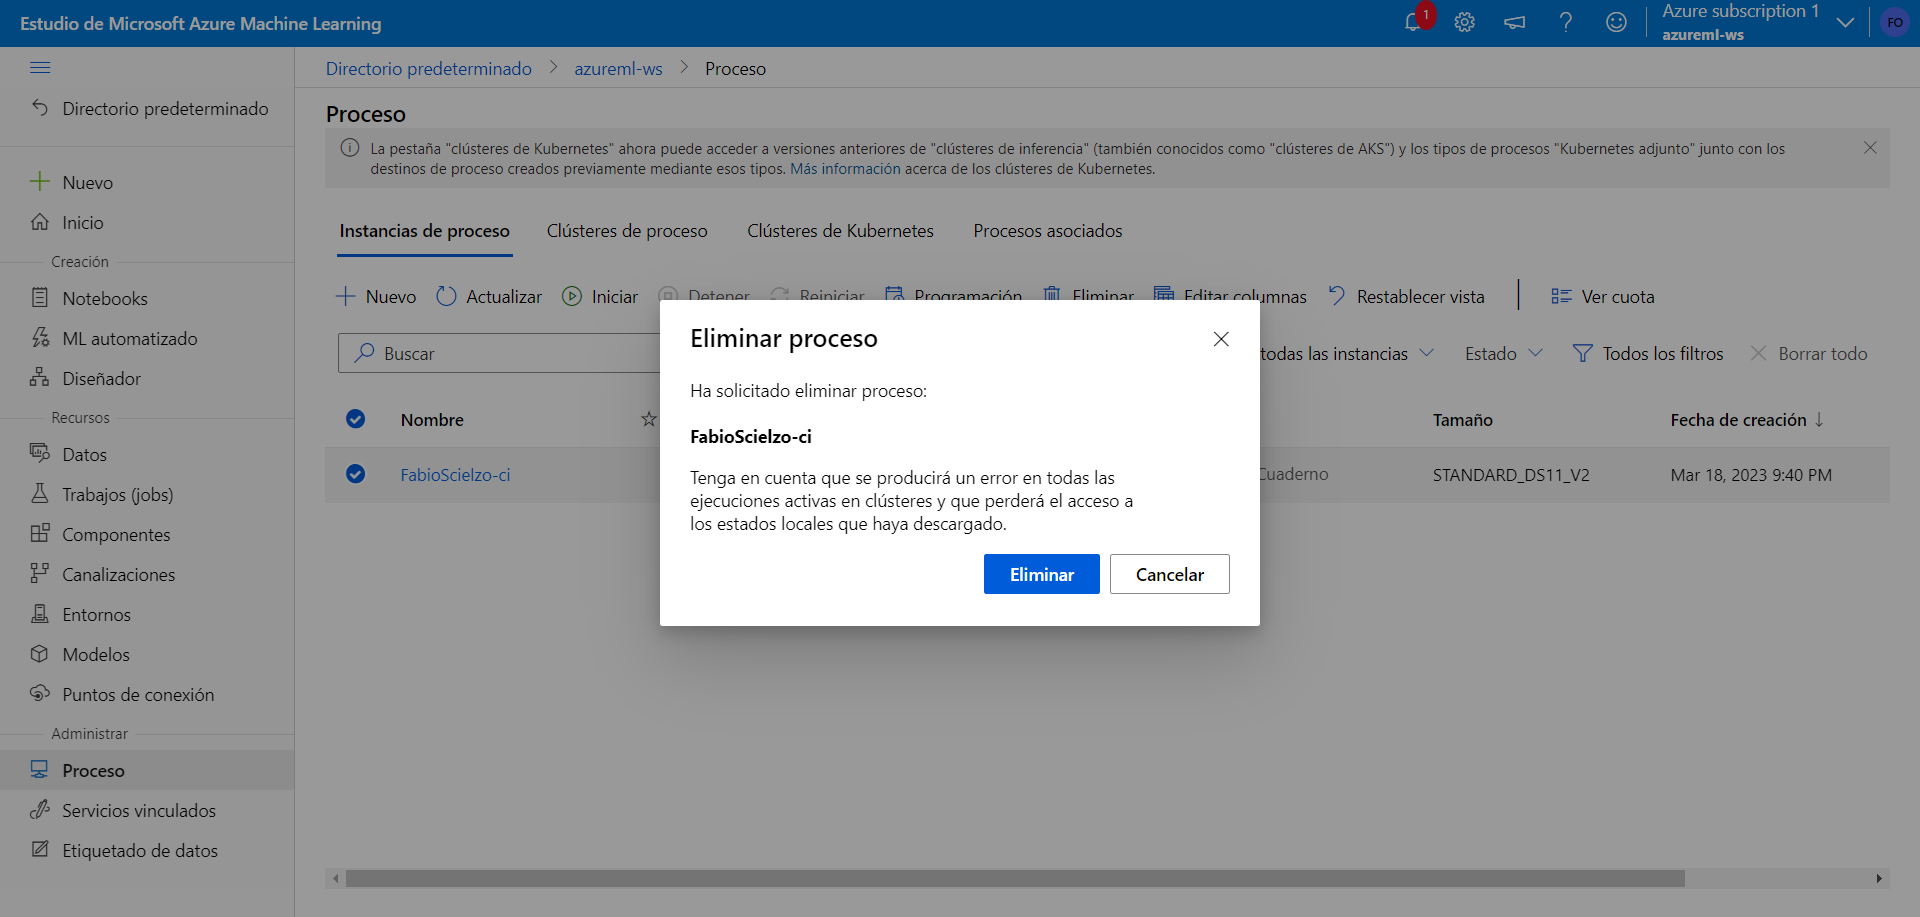 Estudio de Microsoft Azure Machine Learning
1
Azure subscription 1
azureml-ws
FO
Directorio predeterminado
Nuevo
Inicio
Creación
Notebooks
ML automatizado
Diseñador
Recursos
Datos
Trabajos (jobs)
Componentes
Canalizaciones
Entornos
Modelos
Puntos de conexión
Administrar
Proceso
Servicios vinculados
Etiquetado de datos
Directorio predeterminado > azureml-ws > Proceso
Proceso
La pestaña "clústeres de Kubernetes" ahora puede acceder a versiones anteriores de "clústeres de inferencia" (también conocidos como "clústeres de AKS") y los tipos de procesos "Kubernetes adjunto" junto con los
destinos de proceso creados previamente mediante esos tipos. Más información acerca de los clústeres de Kubernetes.
Instancias de proceso Clústeres de proceso Clústeres de Kubernetes Procesos asociados
Nuevo Actualizar Iniciar Detener Reiniciar Programación Eliminar Editar columnas Restablecer vista Ver cuota
Buscar todas las instancias Estado Todos los filtros Borrar todo
Nombre Tamaño Fecha de creación ↓
FabioScielzo-ci Cuaderno STANDARD_DS11_V2 Mar 18, 2023 9:40 PM
Eliminar proceso
Ha solicitado eliminar proceso:
FabioScielzo-ci
Tenga en cuenta que se producirá un error en todas las
ejecuciones activas en clústeres y que perderá el acceso a
los estados locales que haya descargado.
Eliminar Cancelar